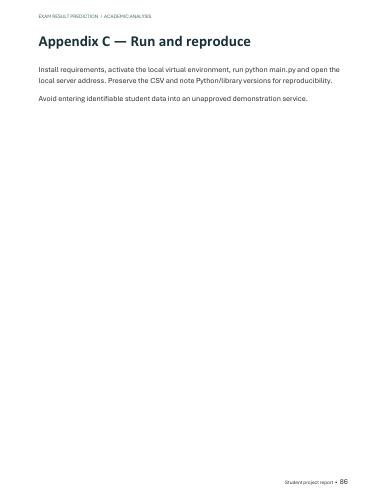 EXAM RESULT PREDICTION | ACADEMIC ANALYSIS
Appendix C — Run and reproduce
Install requirements, activate the local virtual environment, run python main.py and open the
local server address. Preserve the CSV and note Python/library versions for reproducibility.
Avoid entering identifiable student data into an unapproved demonstration service.
Student project report • 86